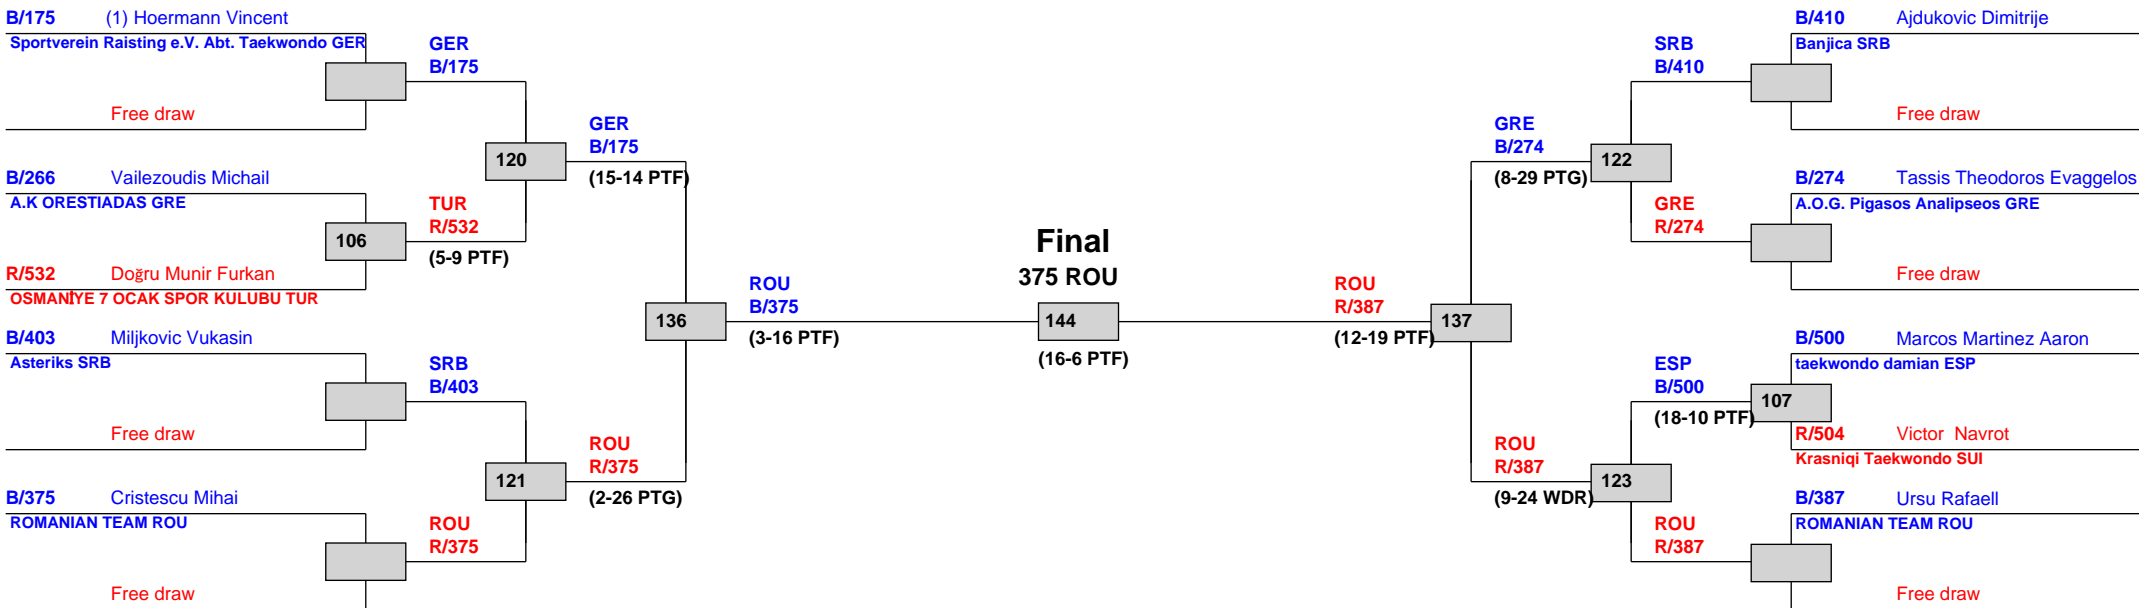 B/175 (1) Hoermann Vincent
Sportverein Raisting e.V. Abt. Taekwondo GER
Free draw
B/266 Vailezoudis Michail
A.K ORESTIADAS GRE
106
R/532 Doğru Munir Furkan
OSMANİYE 7 OCAK SPOR KULUBU TUR
B/403 Miljkovic Vukasin
Asteriks SRB
Free draw
B/375 Cristescu Mihai
ROMANIAN TEAM ROU
Free draw
GER
B/175
120
TUR
R/532
(5-9 PTF)
SRB
B/403
121
ROU
R/375
GER
B/175
(15-14 PTF)
136
ROU
R/375
(2-26 PTG)
ROU
B/375
(3-16 PTF)
Final
375 ROU
144
(16-6 PTF)
ROU
R/387
(12-19 PTF)
137
GRE
B/274
(8-29 PTG)
122
ROU
R/387
(9-24 WDR)
123
SRB
B/410
GRE
R/274
ESP
B/500
(18-10 PTF)
107
ROU
R/387
B/410 Ajdukovic Dimitrije
Banjica SRB
Free draw
B/274 Tassis Theodoros Evaggelos
A.O.G. Pigasos Analipseos GRE
Free draw
B/500 Marcos Martinez Aaron
taekwondo damian ESP
R/504 Victor Navrot
Krasniqi Taekwondo SUI
B/387 Ursu Rafaell
ROMANIAN TEAM ROU
Free draw